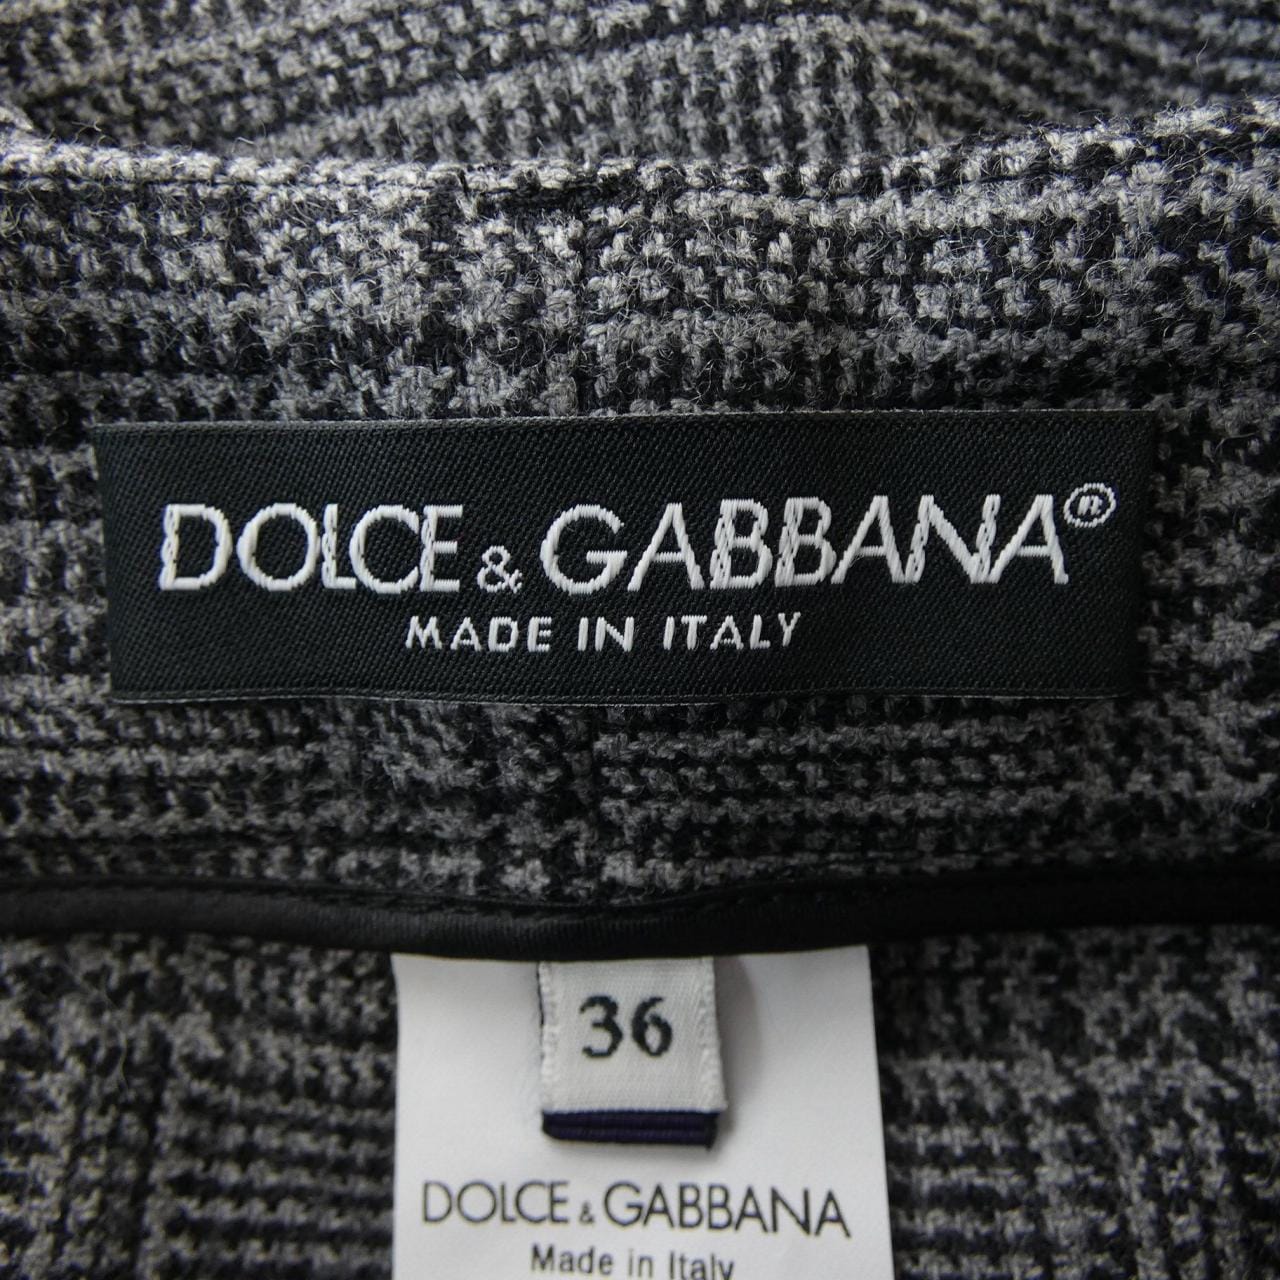 DOLCE & GABBANA®
MADE IN ITALY
36
DOLCE & GABBANA
Made in Italy